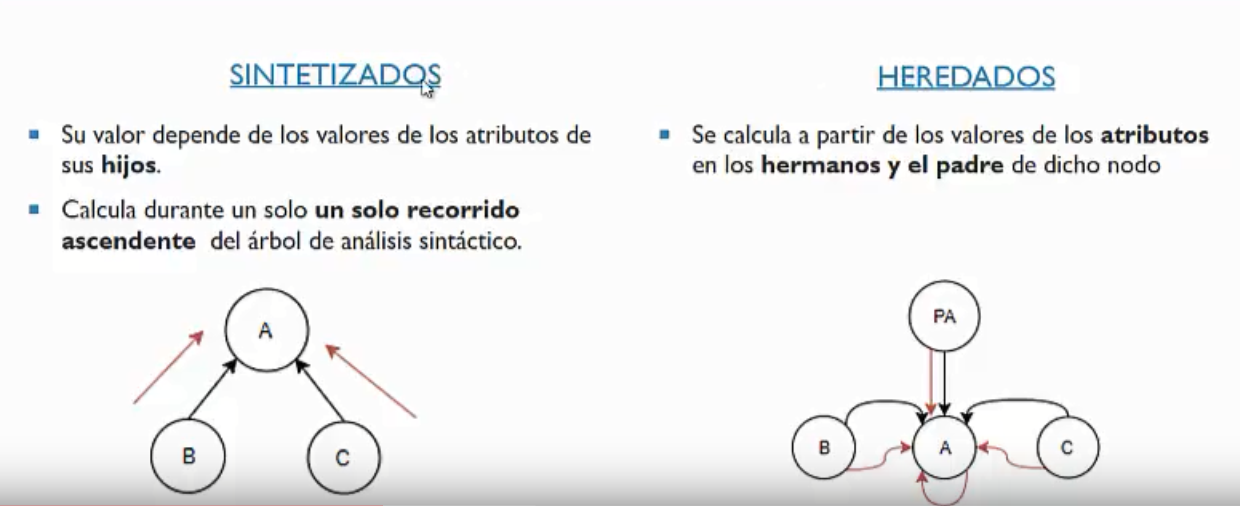 SINTETIZADOS
Su valor depende de los valores de los atributos de
sus hijos.
Calcula durante un solo un solo recorrido
ascendente del árbol de análisis sintáctico.
A
B
C
HEREDADOS
Se calcula a partir de los valores de los atributos
en los hermanos y el padre de dicho nodo
PA
B
A
C